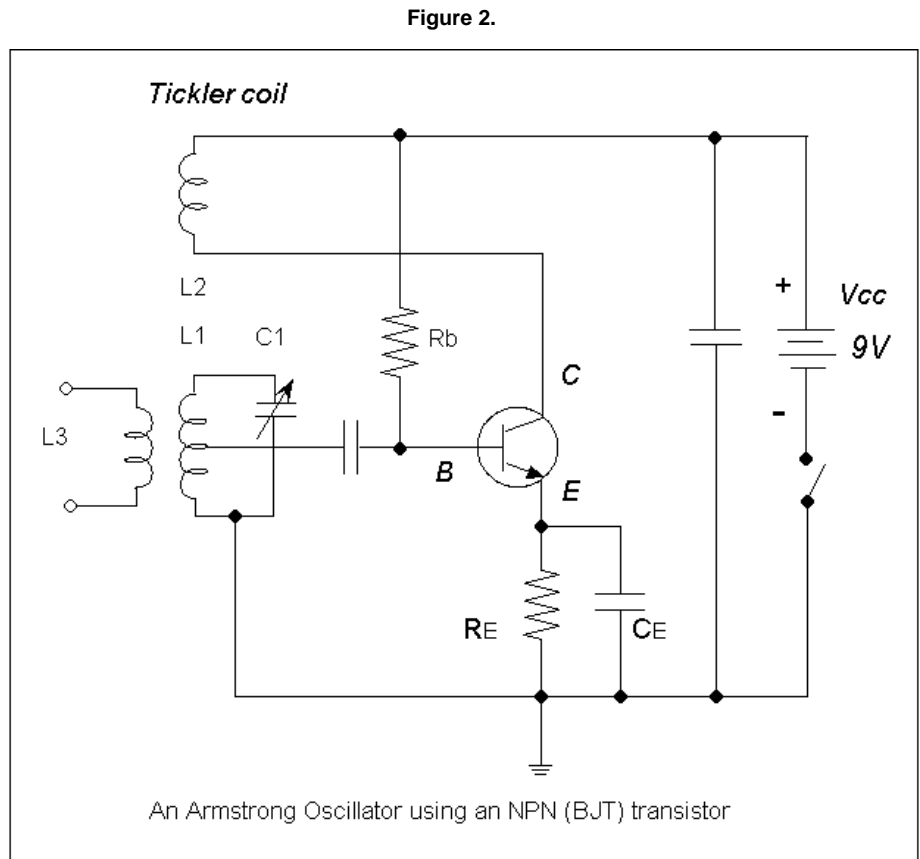 Figure 2.
Tickler coil
L2
L1 C1
Rb
+ Vcc
9V
-
C
L3
B
E
RE
CE
An Armstrong Oscillator using an NPN (BJT) transistor